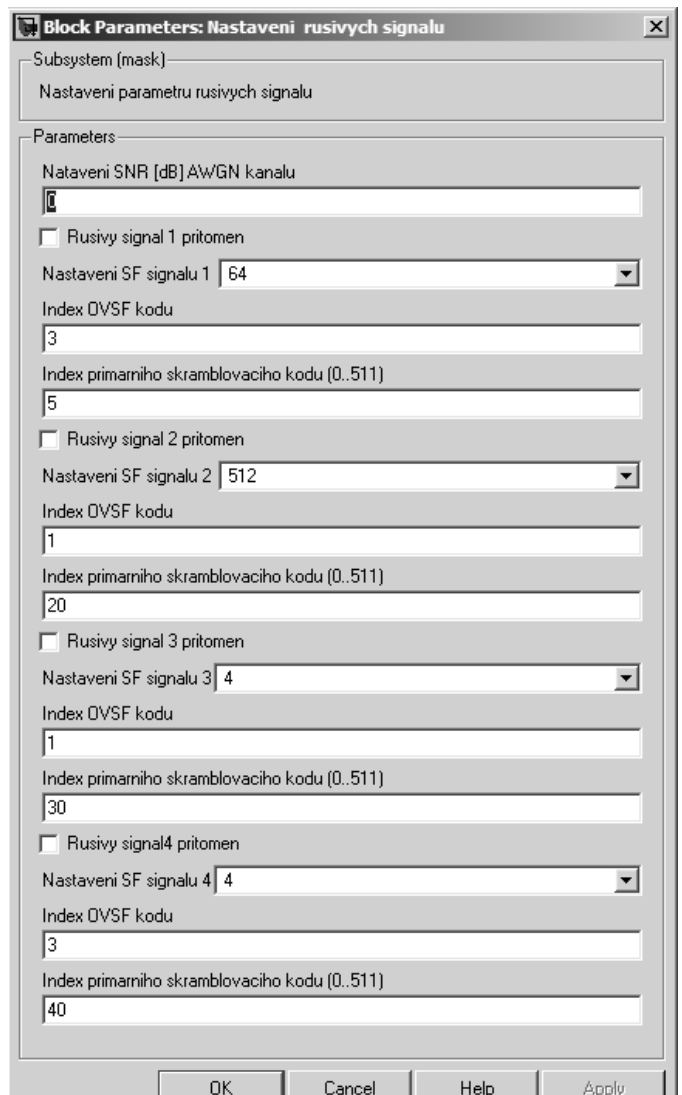 Block Parameters: Nastaveni rusivych signalu
Subsystem (mask)
Nastaveni parametru rusivych signalu
Parameters
Nataveni SNR [dB] AWGN kanalu
0
Rusivy signal 1 pritomen
Nastaveni SF signalu 1 64
Index OVSF kodu
3
Index primarniho skramblovaciho kodu (0..511)
5
Rusivy signal 2 pritomen
Nastaveni SF signalu 2 512
Index OVSF kodu
1
Index primarniho skramblovaciho kodu (0..511)
20
Rusivy signal 3 pritomen
Nastaveni SF signalu 3 4
Index OVSF kodu
1
Index primarniho skramblovaciho kodu (0..511)
30
Rusivy signal4 pritomen
Nastaveni SF signalu 4 4
Index OVSF kodu
3
Index primarniho skramblovaciho kodu (0..511)
40
OK Cancel Help Apply